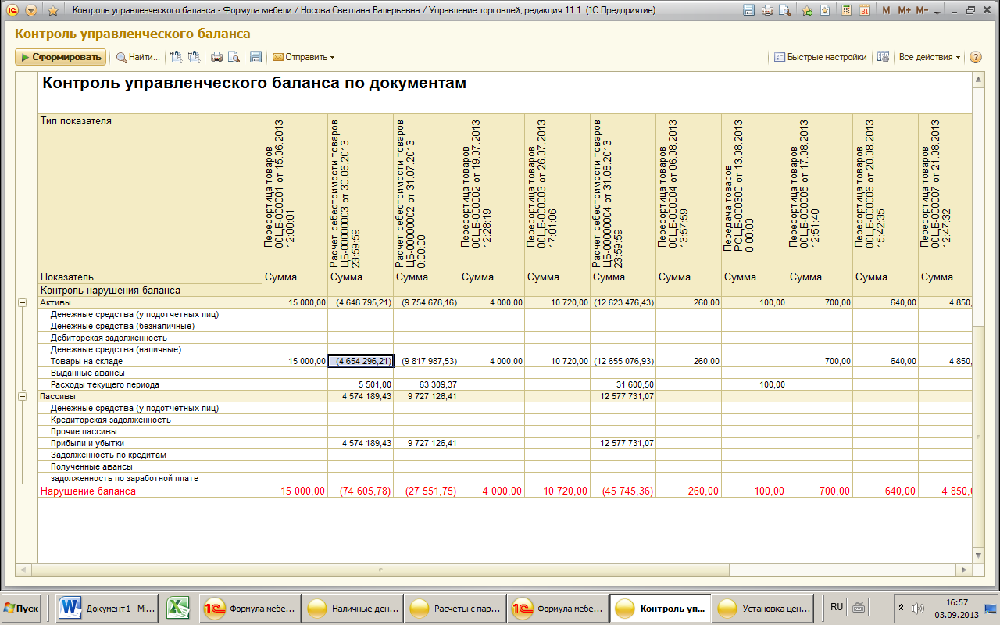 Контроль управленческого баланса - Формула мебели / Носова Светлана Валерьевна / Управление торговлей, редакция 11.1 (1С:Предприятие)
M M+ M-
Контроль управленческого баланса
Сформировать Найти... Отправить Быстрые настройки Все действия
Контроль управленческого баланса по документам
Тип показателя
Пересортица товаров
00ЦБ-000001 от 15.06.2013
12:00:01
Расчет себестоимости товаров
ЦБ-00000003 от 30.06.2013
23:59:59
Расчет себестоимости товаров
ЦБ-00000002 от 31.07.2013
0:00:00
Пересортица товаров
00ЦБ-000002 от 19.07.2013
12:28:19
Пересортица товаров
00ЦБ-000003 от 26.07.2013
17:01:06
Расчет себестоимости товаров
ЦБ-00000004 от 31.08.2013
23:59:59
Пересортица товаров
00ЦБ-000004 от 06.08.2013
13:57:59
Передача товаров
РОЦБ-000300 от 13.08.2013
0:00:00
Пересортица товаров
00ЦБ-000005 от 17.08.2013
12:51:40
Пересортица товаров
00ЦБ-000006 от 20.08.2013
15:42:35
Пересортица товаров
00ЦБ-000007 от 21.08.2013
12:47:32
Показатель Сумма Сумма Сумма Сумма Сумма Сумма Сумма Сумма Сумма Сумма Сумма
Контроль нарушения баланса
Активы 15 000,00 (4 648 795,21) (9 754 678,16) 4 000,00 10 720,00 (12 623 476,43) 260,00 100,00 700,00 640,00 4 850,
Денежные средства (у подотчетных лиц)
Денежные средства (безналичные)
Дебиторская задолженность
Денежные средства (наличные)
Товары на складе 15 000,00 (4 654 296,21) (9 817 987,53) 4 000,00 10 720,00 (12 655 076,93) 260,00 700,00 640,00 4 850,
Выданные авансы
Расходы текущего периода 5 501,00 63 309,37 31 600,50 100,00
Пассивы 4 574 189,43 9 727 126,41 12 577 731,07
Денежные средства (у подотчетных лиц)
Кредиторская задолженность
Прочие пассивы
Прибыли и убытки 4 574 189,43 9 727 126,41 12 577 731,07
Задолженность по кредитам
Полученные авансы
задолженность по заработной плате
Нарушение баланса 15 000,00 (74 605,78) (27 551,75) 4 000,00 10 720,00 (45 745,36) 260,00 100,00 700,00 640,00 4 850,
Пуск Документ1 - Mi... Формула мебе... Наличные ден... Расчеты с пар... Формула мебе... Контроль уп... Установка цен... RU 16:57
03.09.2013